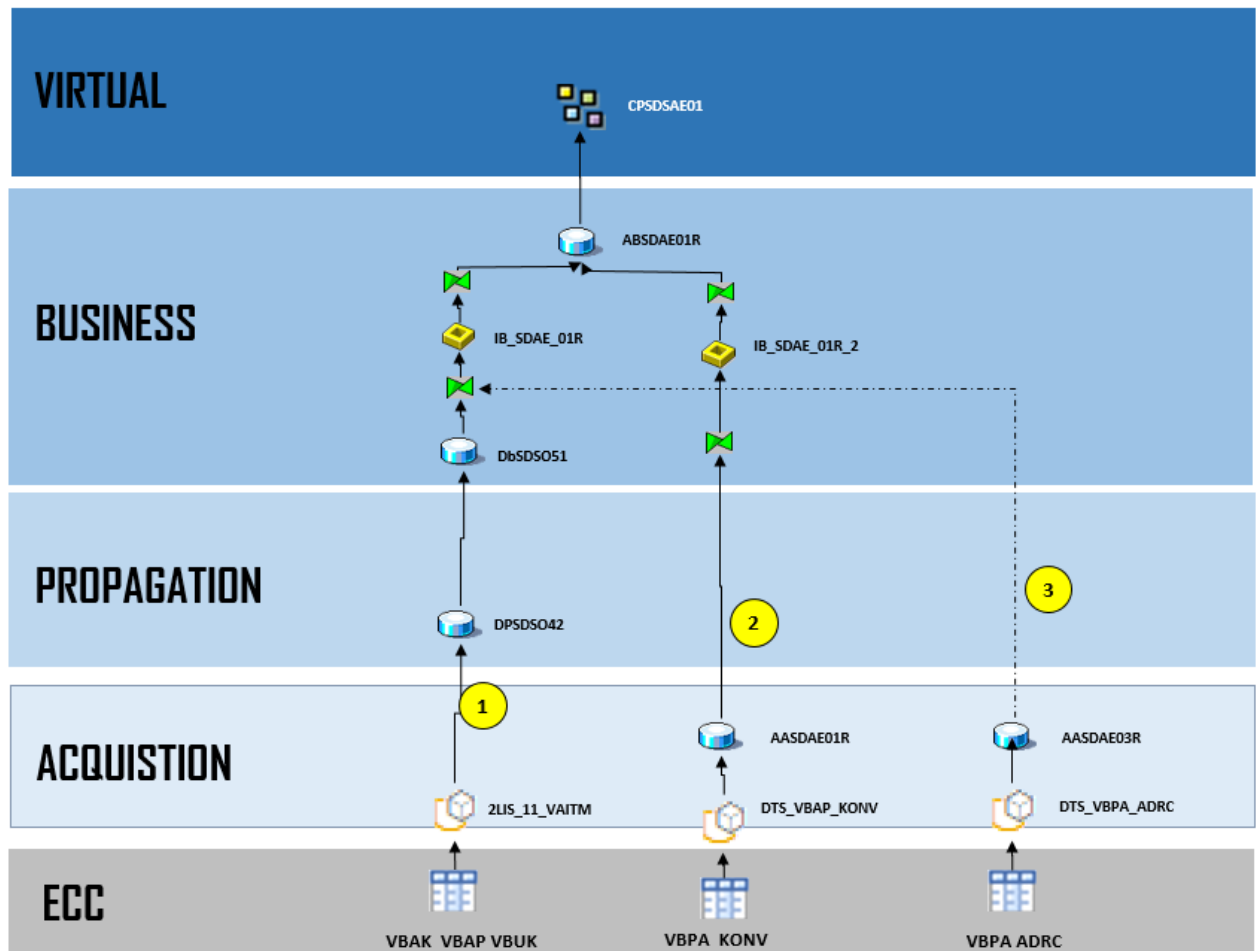 VIRTUAL
CPSDSAE01
ABSDAE01R
BUSINESS
IB_SDAE_01R
IB_SDAE_01R_2
DbSDSO51
PROPAGATION
3
2
DPSDSO42
1
ACQUISTION
AASDAE01R
AASDAE03R
2LIS_11_VAITM
DTS_VBAP_KONV
DTS_VBPA_ADRC
ECC
VBAK VBAP VBUK
VBPA KONV
VBPA ADRC